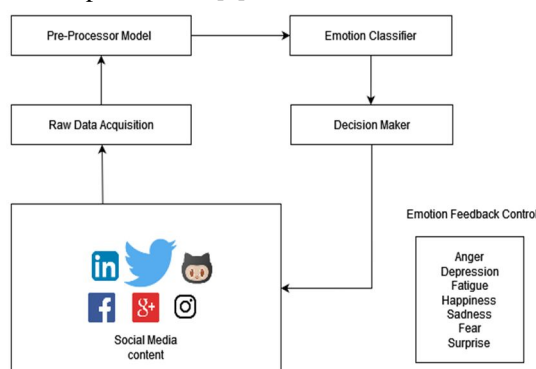 Pre-Processor Model
Emotion Classifier
Raw Data Acquisition
Decision Maker
Emotion Feedback Control
in
f
g+
Social Media
content
Anger
Depression
Fatigue
Happiness
Sadness
Fear
Surprise